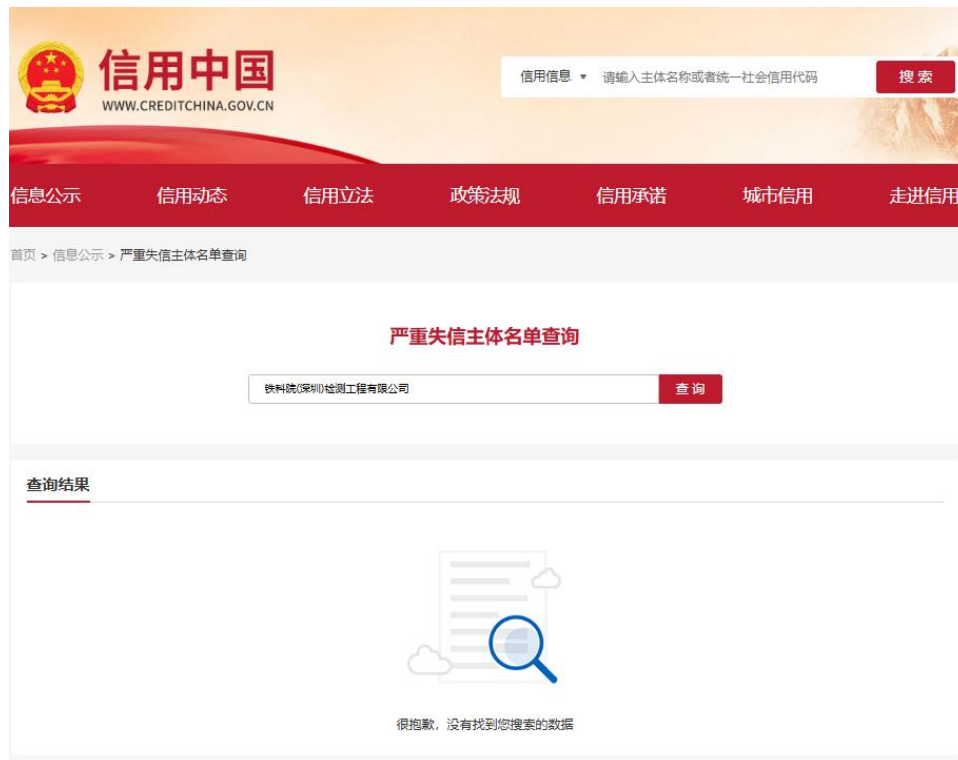 信用中国
WWW.CREDITCHINA.GOV.CN
信用信息 ▾ 请输入主体名称或者统一社会信用代码 搜索
信息公示 信用动态 信用立法 政策法规 信用承诺 城市信用 走进信用
首页 > 信息公示 > 严重失信主体名单查询
严重失信主体名单查询
铁科院(深圳)检测工程有限公司 查询
查询结果
很抱歉，没有找到您搜索的数据